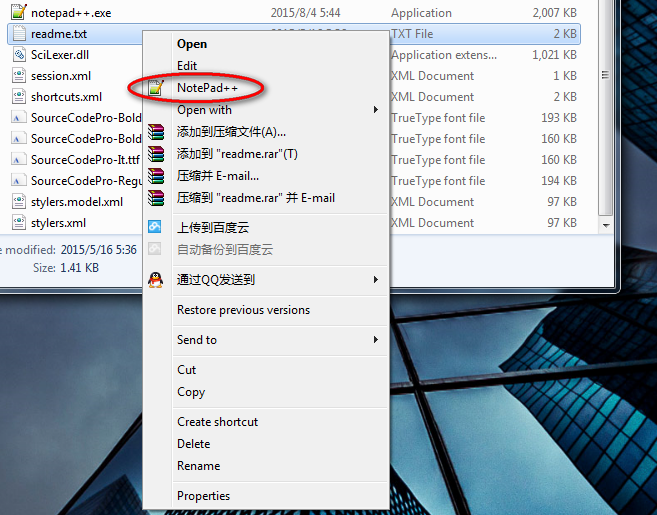 notepad++.exe 2015/8/4 5:44 Application 2,007 KB
readme.txt TXT File 2 KB
SciLexer.dll Application extens... 1,021 KB
session.xml XML Document 1 KB
shortcuts.xml XML Document 2 KB
SourceCodePro-Bold TrueType font file 193 KB
SourceCodePro-Bold TrueType font file 160 KB
SourceCodePro-It.ttf TrueType font file 160 KB
SourceCodePro-Regu TrueType font file 194 KB
stylers.model.xml XML Document 97 KB
stylers.xml XML Document 97 KB
e modified: 2015/5/16 5:36
Size: 1.41 KB
Open
Edit
NotePad++
Open with
添加到压缩文件(A)...
添加到 "readme.rar"(T)
压缩并 E-mail...
压缩到 "readme.rar" 并 E-mail
上传到百度云
自动备份到百度云
通过QQ发送到
Restore previous versions
Send to
Cut
Copy
Create shortcut
Delete
Rename
Properties